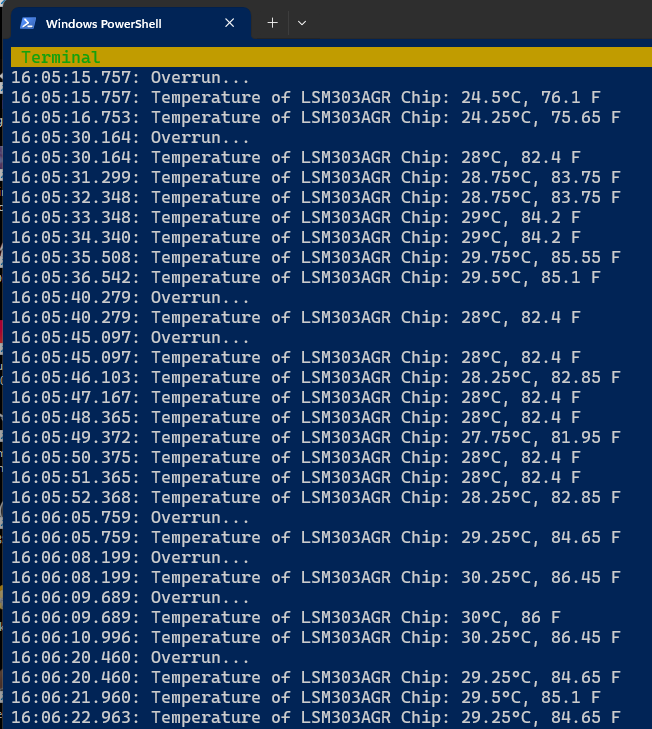 Windows PowerShell
Terminal
16:05:15.757: Overrun...
16:05:15.757: Temperature of LSM303AGR Chip: 24.5°C, 76.1 F
16:05:16.753: Temperature of LSM303AGR Chip: 24.25°C, 75.65 F
16:05:30.164: Overrun...
16:05:30.164: Temperature of LSM303AGR Chip: 28°C, 82.4 F
16:05:31.299: Temperature of LSM303AGR Chip: 28.75°C, 83.75 F
16:05:32.348: Temperature of LSM303AGR Chip: 28.75°C, 83.75 F
16:05:33.348: Temperature of LSM303AGR Chip: 29°C, 84.2 F
16:05:34.340: Temperature of LSM303AGR Chip: 29°C, 84.2 F
16:05:35.508: Temperature of LSM303AGR Chip: 29.75°C, 85.55 F
16:05:36.542: Temperature of LSM303AGR Chip: 29.5°C, 85.1 F
16:05:40.279: Overrun...
16:05:40.279: Temperature of LSM303AGR Chip: 28°C, 82.4 F
16:05:45.097: Overrun...
16:05:45.097: Temperature of LSM303AGR Chip: 28°C, 82.4 F
16:05:46.103: Temperature of LSM303AGR Chip: 28.25°C, 82.85 F
16:05:47.167: Temperature of LSM303AGR Chip: 28°C, 82.4 F
16:05:48.365: Temperature of LSM303AGR Chip: 28°C, 82.4 F
16:05:49.372: Temperature of LSM303AGR Chip: 27.75°C, 81.95 F
16:05:50.375: Temperature of LSM303AGR Chip: 28°C, 82.4 F
16:05:51.365: Temperature of LSM303AGR Chip: 28°C, 82.4 F
16:05:52.368: Temperature of LSM303AGR Chip: 28.25°C, 82.85 F
16:06:05.759: Overrun...
16:06:05.759: Temperature of LSM303AGR Chip: 29.25°C, 84.65 F
16:06:08.199: Overrun...
16:06:08.199: Temperature of LSM303AGR Chip: 30.25°C, 86.45 F
16:06:09.689: Overrun...
16:06:09.689: Temperature of LSM303AGR Chip: 30°C, 86 F
16:06:10.996: Temperature of LSM303AGR Chip: 30.25°C, 86.45 F
16:06:20.460: Overrun...
16:06:20.460: Temperature of LSM303AGR Chip: 29.25°C, 84.65 F
16:06:21.960: Temperature of LSM303AGR Chip: 29.5°C, 85.1 F
16:06:22.963: Temperature of LSM303AGR Chip: 29.25°C, 84.65 F